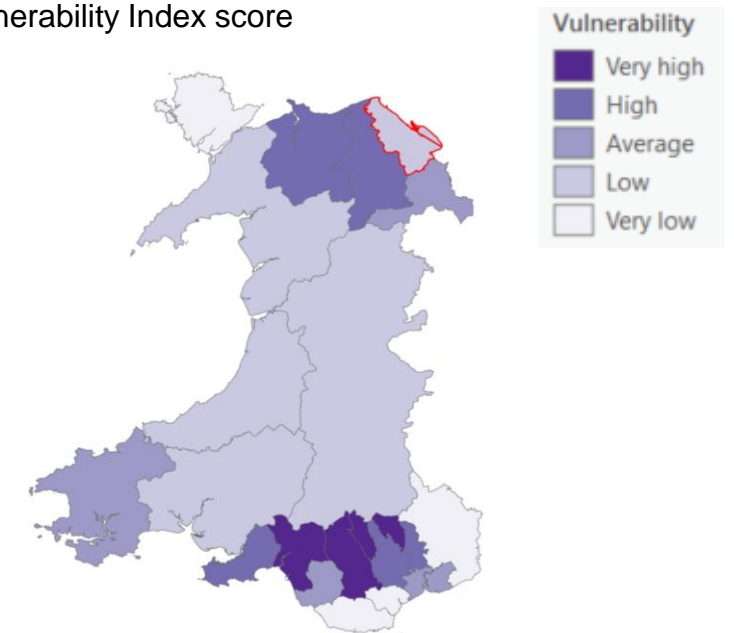 nerability Index score
Vulnerability
Very high
High
Average
Low
Very low